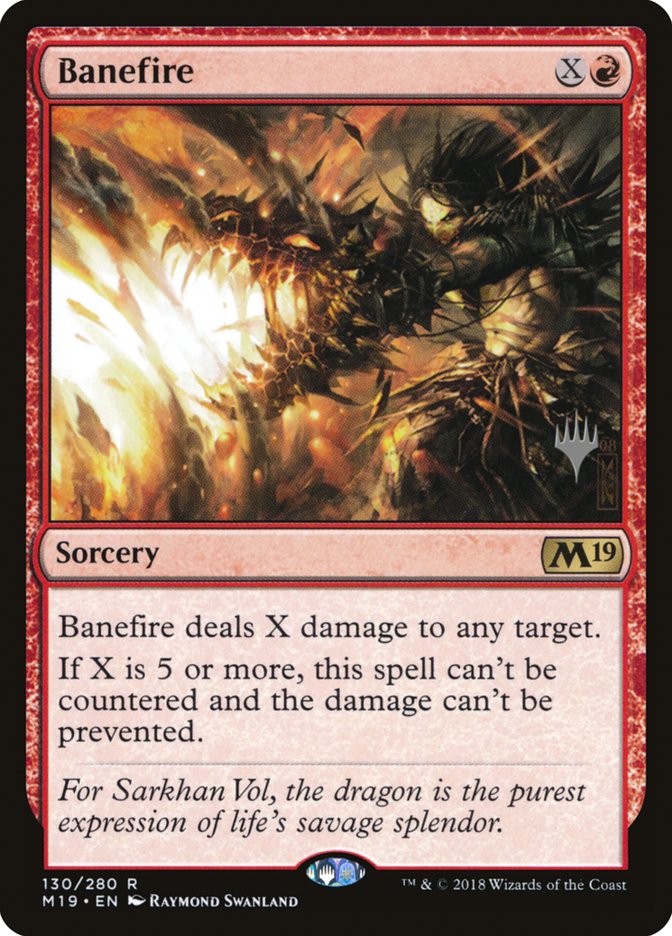 Banefire X
Sorcery M19
Banefire deals X damage to any target.
If X is 5 or more, this spell can't be
countered and the damage can't be
prevented.
For Sarkhan Vol, the dragon is the purest
expression of life's savage splendor.
130/280 R
M19 • EN RAYMOND SWANLAND
™ & © 2018 Wizards of the Coast